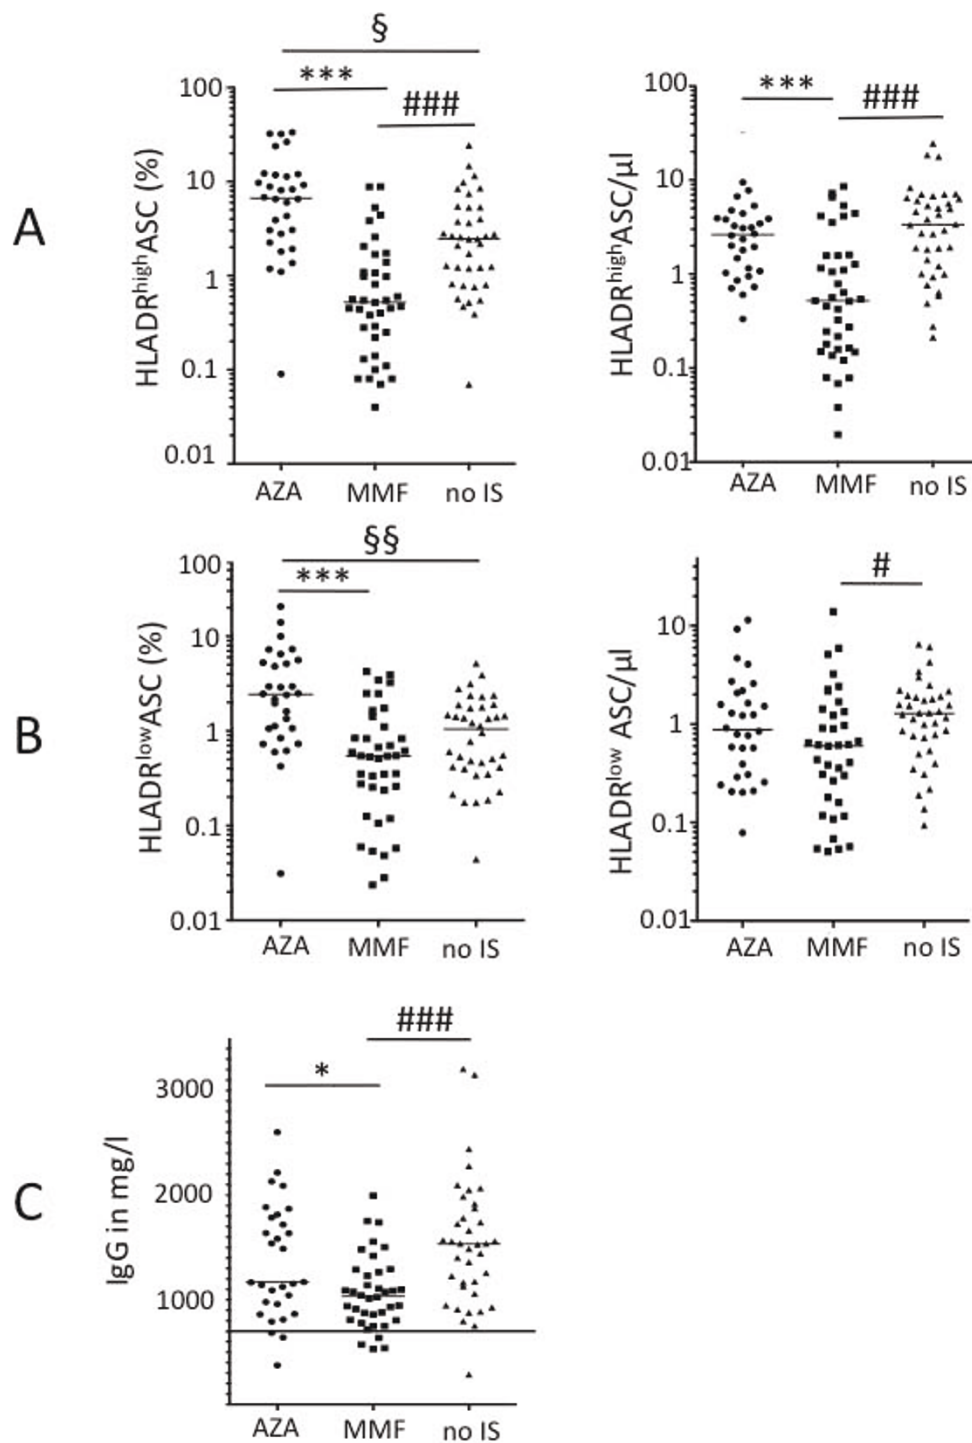 A
§
***
###
HLADRhighASC (%)
100
10
1
0.1
0.01
AZA MMF no IS
***
###
HLADRhighASC/µl
100
10
1
0.1
0.01
AZA MMF no IS
B
§§
***
HLADRlowASC (%)
100
10
1
0.1
0.01
AZA MMF no IS
#
HLADRlow ASC/µl
10
1
0.1
0.01
AZA MMF no IS
C
###
*
IgG in mg/l
3000
2000
1000
AZA MMF no IS